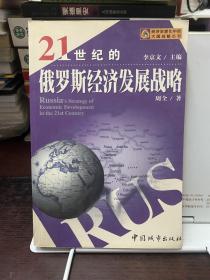 21世纪的
李京文/主编
俄罗斯经济发展战略
Russia's Strategy of
Economic Development
in the 21st Century
周全/著
RUS
中国城市出版社